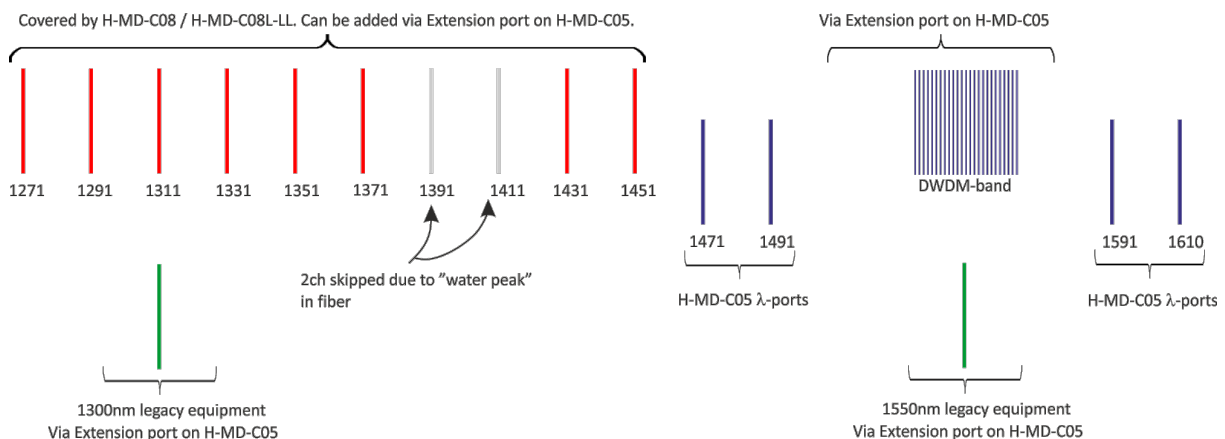 Covered by H-MD-C08 / H-MD-C08L-LL. Can be added via Extension port on H-MD-C05.
Via Extension port on H-MD-C05
1271 1291 1311 1331 1351 1371 1391 1411 1431 1451
DWDM-band
1471 1491
1591 1610
2ch skipped due to ”water peak”
in fiber
H-MD-C05 λ-ports
H-MD-C05 λ-ports
1300nm legacy equipment
Via Extension port on H-MD-C05
1550nm legacy equipment
Via Extension port on H-MD-C05